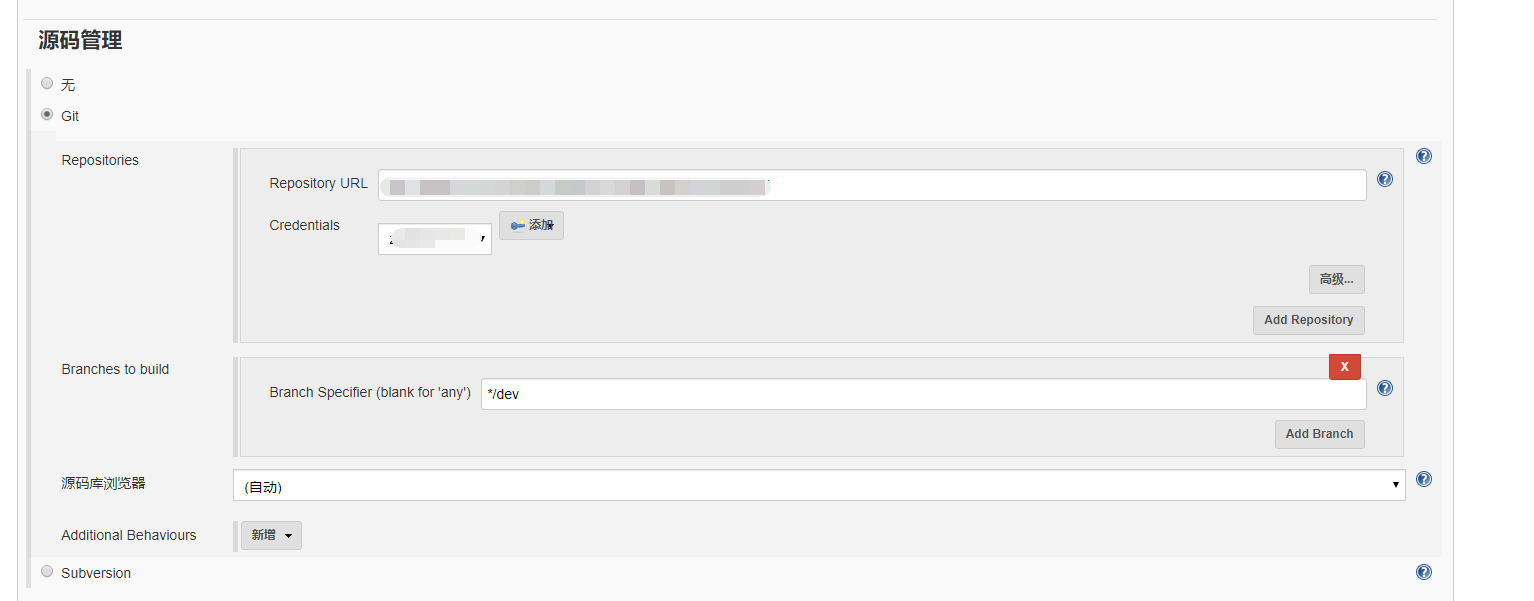 源码管理
无
Git
Repositories
Repository URL
Credentials
添加
高级...
Add Repository
Branches to build
X
Branch Specifier (blank for 'any')
*/dev
Add Branch
源码库浏览器
(自动)
Additional Behaviours
新增
Subversion